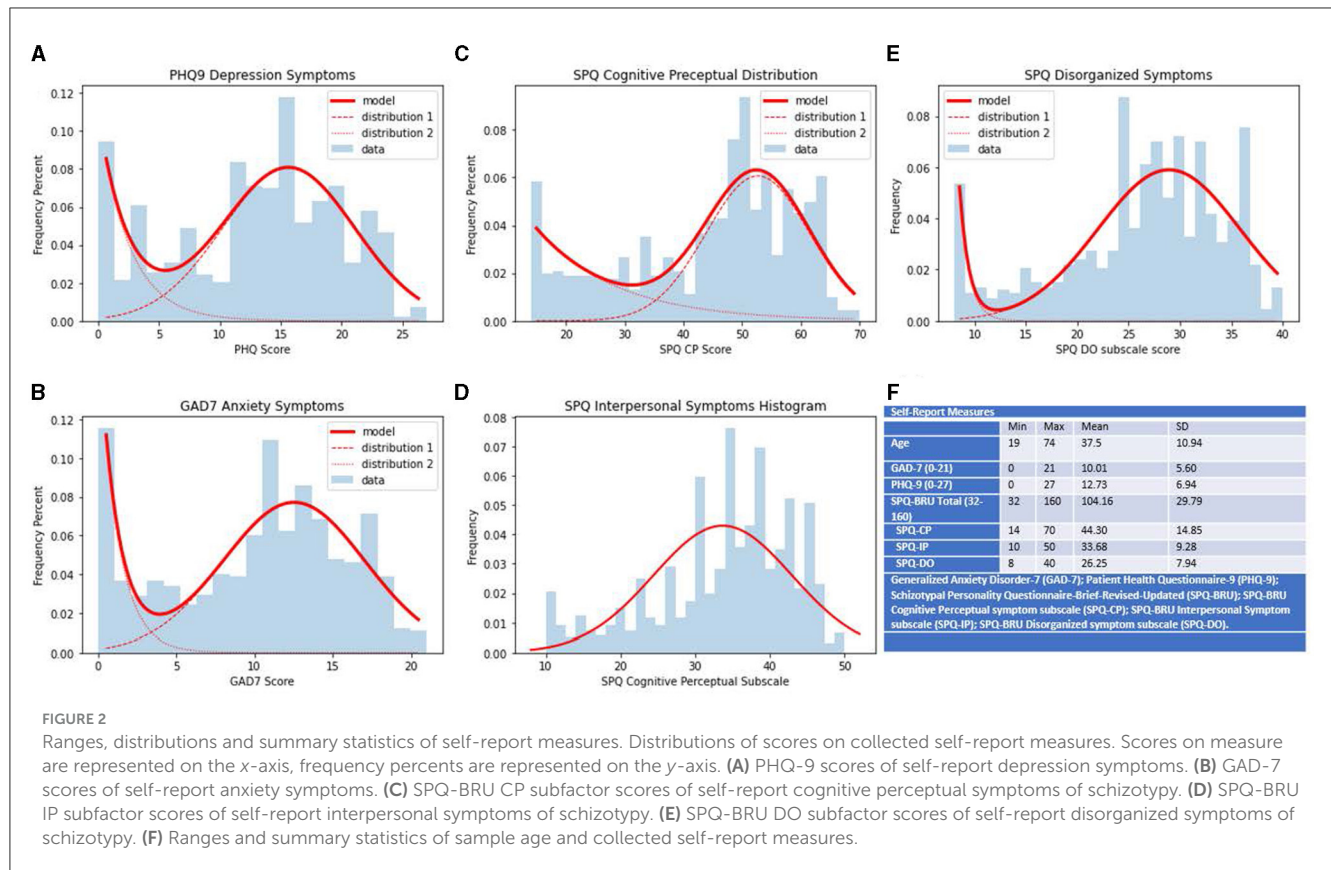 A
PHQ9 Depression Symptoms
0.12
0.10
0.08
0.06
0.04
0.02
0.00
Frequency Percent
model
distribution 1
distribution 2
data
0
5
10
15
20
25
PHQ Score
C
SPQ Cognitive Preceptual Distribution
0.08
0.06
0.04
0.02
0.00
Frequency Percent
model
distribution 1
distribution 2
data
20
30
40
50
60
70
SPQ CP Score
E
SPQ Disorganized Symptoms
0.08
0.06
0.04
0.02
0.00
Frequency
model
distribution 1
distribution 2
data
10
15
20
25
30
35
40
SPQ DO subscale score
B
GAD7 Anxiety Symptoms
0.12
0.10
0.08
0.06
0.04
0.02
0.00
Frequency Percent
model
distribution 1
distribution 2
data
0
5
10
15
20
GAD7 Score
D
SPQ Interpersonal Symptoms Histogram
0.08
0.07
0.06
0.05
0.04
0.03
0.02
0.01
0.00
Frequency
10
20
30
40
50
SPQ Cognitive Perceptual Subscale
F
Self-Report Measures
Min Max Mean SD
Age 19 74 37.5 10.94
GAD-7 (0-21) 0 21 10.01 5.60
PHQ-9 (0-27) 0 27 12.73 6.94
SPQ-BRU Total (32- 32 160 104.16 29.79
160)
SPQ-CP 14 70 44.30 14.85
SPQ-IP 10 50 33.68 9.28
SPQ-DO 8 40 26.25 7.94
Generalized Anxiety Disorder-7 (GAD-7); Patient Health Questionnaire-9 (PHQ-9);
Schizotypal Personality Questionnaire-Brief-Revised-Updated (SPQ-BRU); SPQ-BRU
Cognitive Perceptual symptom subscale (SPQ-CP); SPQ-BRU Interpersonal Symptom
subscale (SPQ-IP); SPQ-BRU Disorganized symptom subscale (SPQ-DO).
FIGURE 2
Ranges, distributions and summary statistics of self-report measures. Distributions of scores on collected self-report measures. Scores on measure
are represented on the x-axis, frequency percents are represented on the y-axis. (A) PHQ-9 scores of self-report depression symptoms. (B) GAD-7
scores of self-report anxiety symptoms. (C) SPQ-BRU CP subfactor scores of self-report cognitive perceptual symptoms of schizotypy. (D) SPQ-BRU
IP subfactor scores of self-report interpersonal symptoms of schizotypy. (E) SPQ-BRU DO subfactor scores of self-report disorganized symptoms of
schizotypy. (F) Ranges and summary statistics of sample age and collected self-report measures.